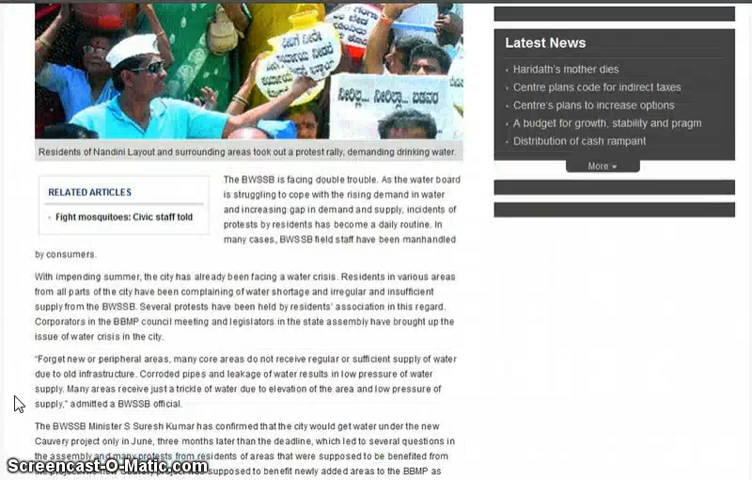 ನೀರಿಲ್ಲ... ನೀರಿಲ್ಲ.. ಬಡವರ
Residents of Nandini Layout and surrounding areas took out a protest rally, demanding drinking water.
RELATED ARTICLES
Fight mosquitoes: Civic staff told
The BWSSB is facing double trouble. As the water board
is struggling to cope with the rising demand in water
and increasing gap in demand and supply, incidents of
protests by residents has become a daily routine. In
many cases, BWSSB field staff have been manhandled
by consumers.
With impending summer, the city has already been facing a water crisis. Residents in various areas
from all parts of the city have been complaining of water shortage and irregular and insufficient
supply from the BWSSB. Several protests have been held by residents' association in this regard.
Corporators in the BBMP council meeting and legislators in the state assembly have brought up the
issue of water crisis in the city.
"Forget new or peripheral areas, many core areas do not receive regular or sufficient supply of water
due to old infrastructure. Corroded pipes and leakage of water results in low pressure of water
supply. Many areas receive just a trickle of water due to elevation of the area and low pressure of
supply," admitted a BWSSB official.
The BWSSB Minister S Suresh Kumar has confirmed that the city would get water under the new
Cauvery project only in June, three months later than the deadline, which led to several questions in
the assembly and many protests from residents of areas that were supposed to be benefited from
supposed to benefit newly added areas to the BBMP as
Latest News
Haridath's mother dies
Centre plans code for indirect taxes
Centre's plans to increase options
A budget for growth, stability and pragm
Distribution of cash rampant
More
Screencast-O-Matic.com